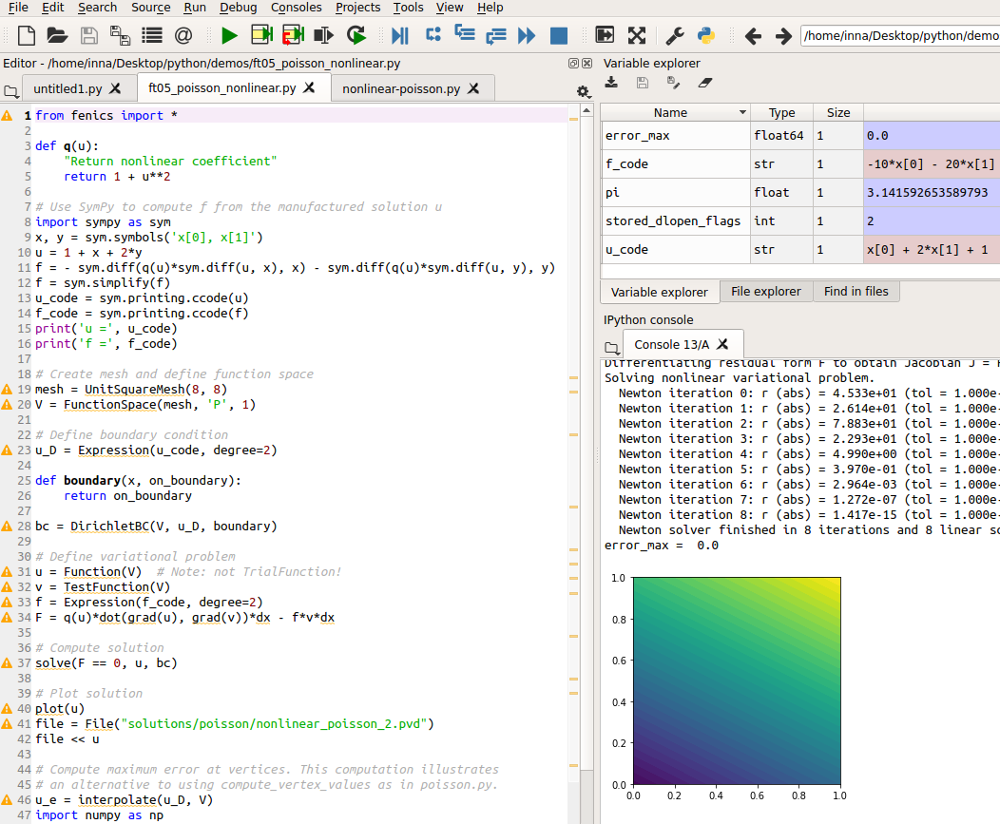 File Edit Search Source Run Debug Consoles Projects Tools View Help
/home/inna/Desktop/python/demo
Editor - /home/inna/Desktop/python/demos/ft05_poisson_nonlinear.py
untitled1.py ft05_poisson_nonlinear.py nonlinear-poisson.py
1 from fenics import *
2
3 def q(u):
4     "Return nonlinear coefficient"
5     return 1 + u**2
6
7 # Use SymPy to compute f from the manufactured solution u
8 import sympy as sym
9 x, y = sym.symbols('x[0], x[1]')
10 u = 1 + x + 2*y
11 f = - sym.diff(q(u)*sym.diff(u, x), x) - sym.diff(q(u)*sym.diff(u, y), y)
12 f = sym.simplify(f)
13 u_code = sym.printing.ccode(u)
14 f_code = sym.printing.ccode(f)
15 print('u =', u_code)
16 print('f =', f_code)
17
18 # Create mesh and define function space
19 mesh = UnitSquareMesh(8, 8)
20 V = FunctionSpace(mesh, 'P', 1)
21
22 # Define boundary condition
23 u_D = Expression(u_code, degree=2)
24
25 def boundary(x, on_boundary):
26     return on_boundary
27
28 bc = DirichletBC(V, u_D, boundary)
29
30 # Define variational problem
31 u = Function(V)  # Note: not TrialFunction!
32 v = TestFunction(V)
33 f = Expression(f_code, degree=2)
34 F = q(u)*dot(grad(u), grad(v))*dx - f*v*dx
35
36 # Compute solution
37 solve(F == 0, u, bc)
38
39 # Plot solution
40 plot(u)
41 file = File("solutions/poisson/nonlinear_poisson_2.pvd")
42 file << u
43
44 # Compute maximum error at vertices. This computation illustrates
45 # an alternative to using compute_vertex_values as in poisson.py.
46 u_e = interpolate(u_D, V)
47 import numpy as np
Variable explorer
Name Type Size
error_max float64 1 0.0
f_code str 1 -10*x[0] - 20*x[1]
pi float 1 3.141592653589793
stored_dlopen_flags int 1 2
u_code str 1 x[0] + 2*x[1] + 1
Variable explorer File explorer Find in files
IPython console
Console 13/A
Differentiating residual form F to obtain Jacobian J =
Solving nonlinear variational problem.
Newton iteration 0: r (abs) = 4.533e+01 (tol = 1.000e-
Newton iteration 1: r (abs) = 2.614e+01 (tol = 1.000e-
Newton iteration 2: r (abs) = 7.883e+01 (tol = 1.000e-
Newton iteration 3: r (abs) = 2.293e+01 (tol = 1.000e-
Newton iteration 4: r (abs) = 4.990e+00 (tol = 1.000e-
Newton iteration 5: r (abs) = 3.970e-01 (tol = 1.000e-
Newton iteration 6: r (abs) = 2.964e-03 (tol = 1.000e-
Newton iteration 7: r (abs) = 1.272e-07 (tol = 1.000e-
Newton iteration 8: r (abs) = 1.417e-15 (tol = 1.000e-
Newton solver finished in 8 iterations and 8 linear so
error_max =  0.0
1.0
0.8
0.6
0.4
0.2
0.0
0.0 0.2 0.4 0.6 0.8 1.0